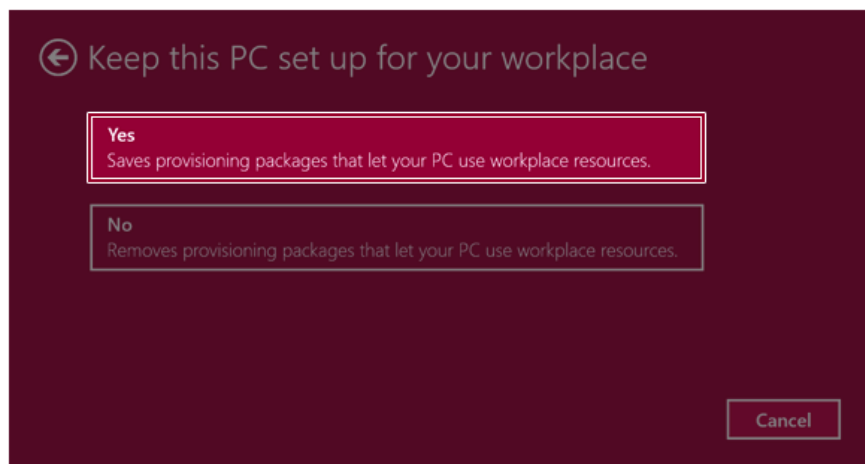 Keep this PC set up for your workplace
Yes
Saves provisioning packages that let your PC use workplace resources.
No
Removes provisioning packages that let your PC use workplace resources.
Cancel